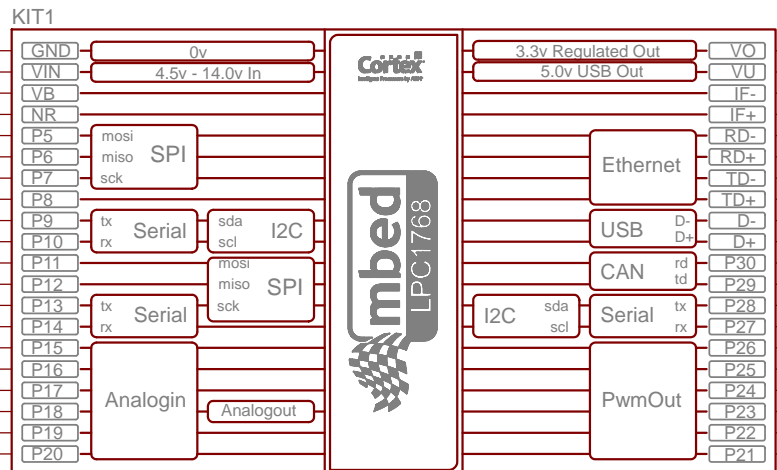 KIT1
GND 0v 3.3v Regulated Out VO
VIN 4.5v - 14.0v In Cortex 5.0v USB Out VU
Intelligent Processors by ARM
VB IF-
NR IF+
P5 mosi RD-
P6 miso SPI Ethernet RD+
P7 sck TD-
P8 TD+
P9 tx Serial sda I2C USB D- D-
P10 rx scl D+ D+
P11 mosi rd P30
P12 miso SPI CAN td P29
P13 tx Serial sck I2C sda Serial tx P28
P14 rx scl rx P27
mbed
LPC1768
P15 P26
P16 P25
P17 Analogin PwmOut P24
P18 Analogout P23
P19 P22
P20 P21